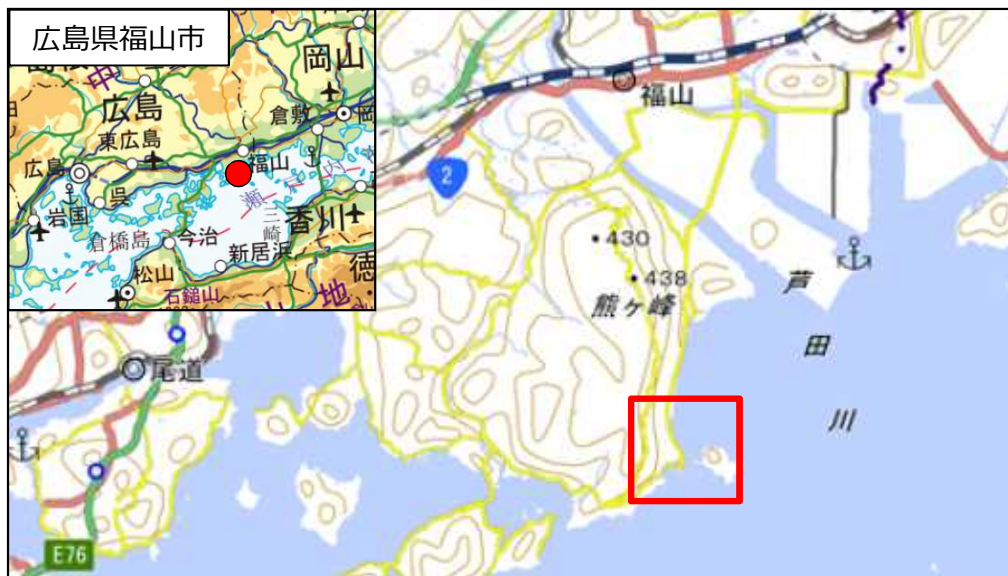 広島県福山市
岡山
広島
倉敷
東広島
広島
福山
呉
岩国
香川
倉橋島
今治
三崎
新居浜
松山
石鎚山
地
徳
福山
2
430
438
熊ヶ峰
芦田川
尾道
E76